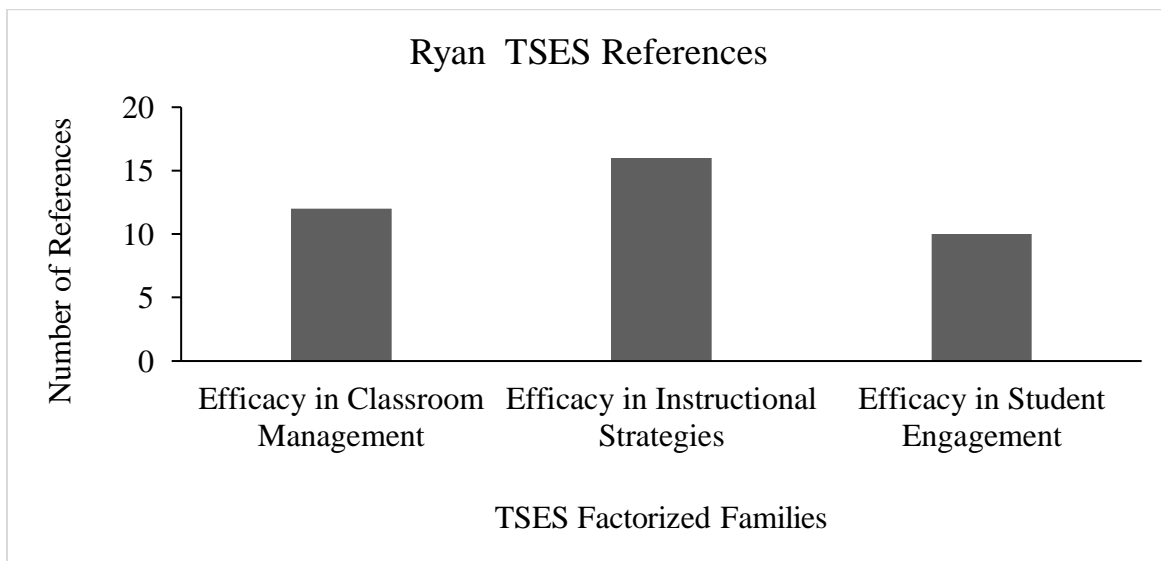 Ryan TSES References
Number of References
20
15
10
5
0
Efficacy in Classroom
Management
Efficacy in Instructional
Strategies
Efficacy in Student
Engagement
TSES Factorized Families